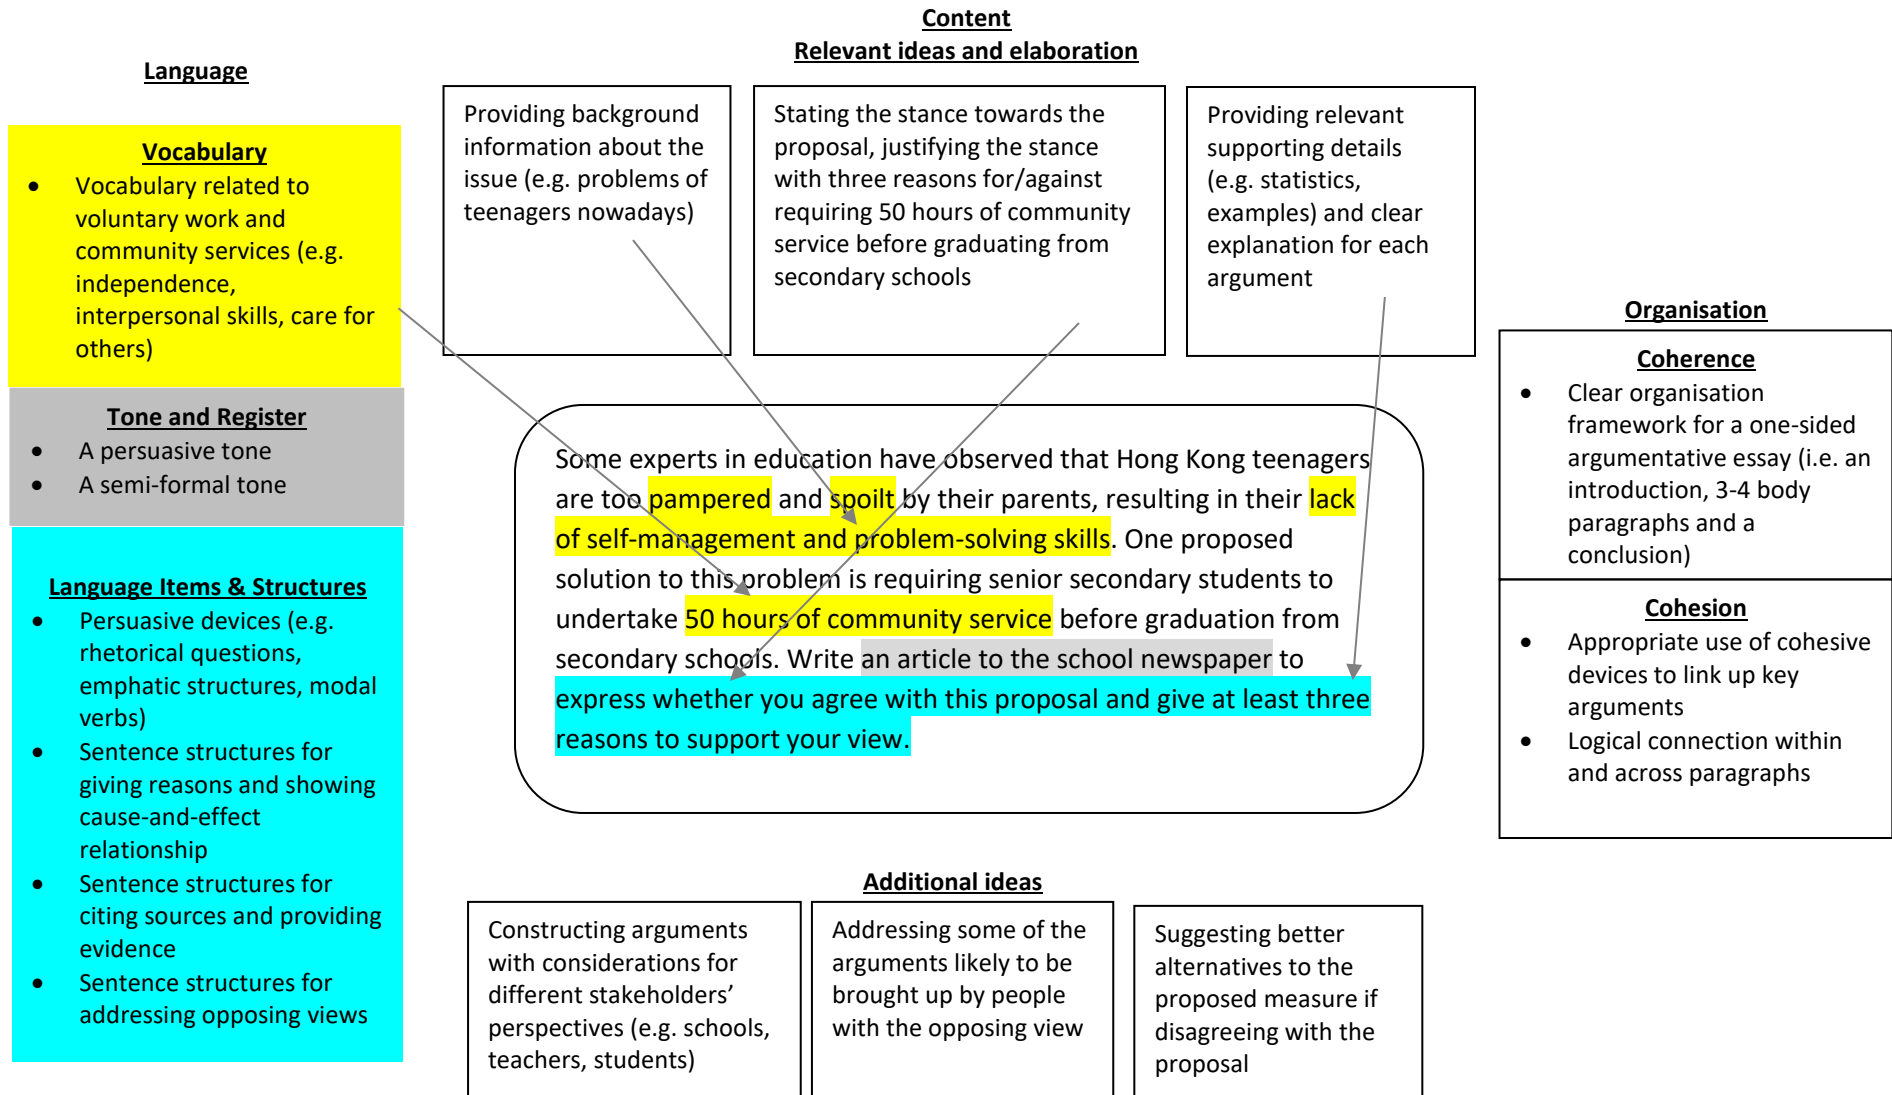 Content
Relevant ideas and elaboration
Language
Vocabulary
• Vocabulary related to
voluntary work and
community services (e.g.
independence,
interpersonal skills, care for
others)
Tone and Register
• A persuasive tone
• A semi-formal tone
Language Items & Structures
• Persuasive devices (e.g.
rhetorical questions,
emphatic structures, modal
verbs)
• Sentence structures for
giving reasons and showing
cause-and-effect
relationship
• Sentence structures for
citing sources and providing
evidence
• Sentence structures for
addressing opposing views
Providing background
information about the
issue (e.g. problems of
teenagers nowadays)
Stating the stance towards the
proposal, justifying the stance
with three reasons for/against
requiring 50 hours of community
service before graduating from
secondary schools
Providing relevant
supporting details
(e.g. statistics,
examples) and clear
explanation for each
argument
Some experts in education have observed that Hong Kong teenagers
are too pampered and spoilt by their parents, resulting in their lack
of self-management and problem-solving skills. One proposed
solution to this problem is requiring senior secondary students to
undertake 50 hours of community service before graduation from
secondary schools. Write an article to the school newspaper to
express whether you agree with this proposal and give at least three
reasons to support your view.
Organisation
Coherence
• Clear organisation
framework for a one-sided
argumentative essay (i.e. an
introduction, 3-4 body
paragraphs and a
conclusion)
Cohesion
• Appropriate use of cohesive
devices to link up key
arguments
• Logical connection within
and across paragraphs
Additional ideas
Constructing arguments
with considerations for
different stakeholders’
perspectives (e.g. schools,
teachers, students)
Addressing some of the
arguments likely to be
brought up by people
with the opposing view
Suggesting better
alternatives to the
proposed measure if
disagreeing with the
proposal